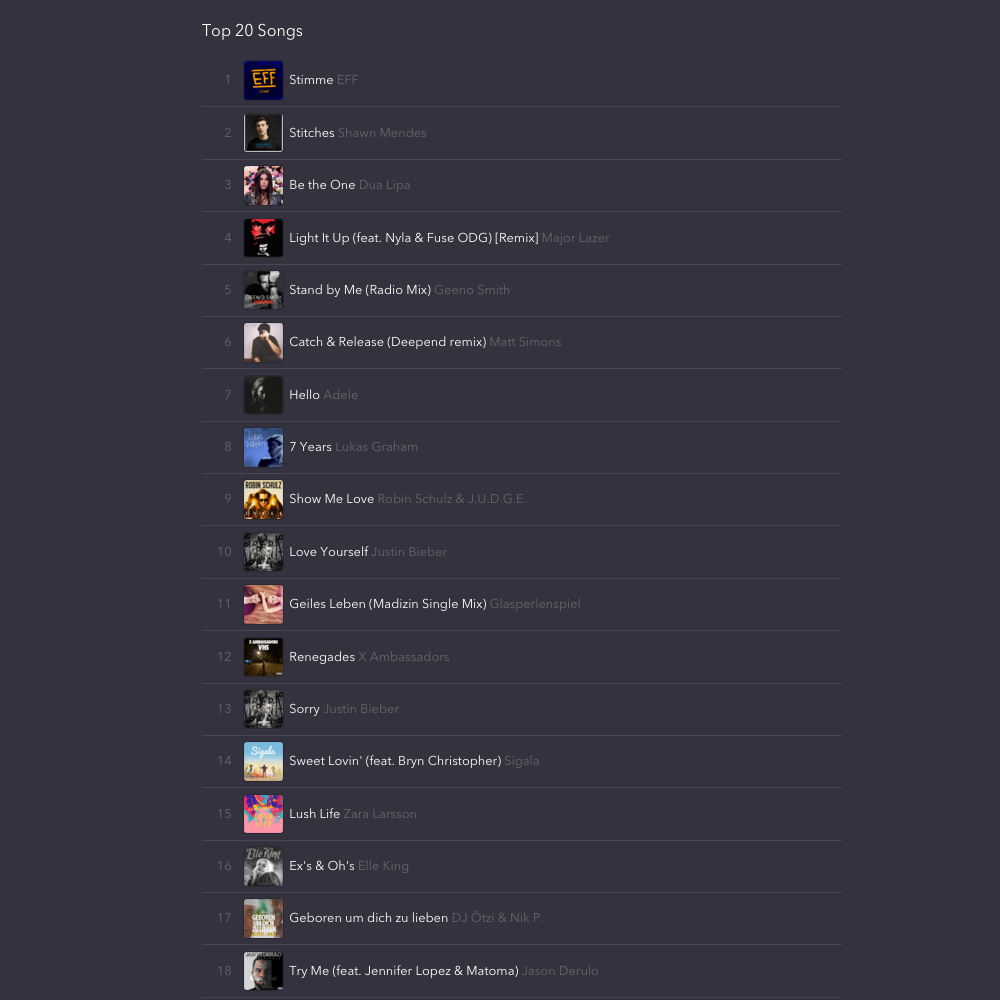 Top 20 Songs
1 EFF Stimme EFF
2 Stitches Shawn Mendes
3 Be the One Dua Lipa
4 Light It Up (feat. Nyla & Fuse ODG) [Remix] Major Lazer
5 Stand by Me (Radio Mix) Geeno Smith
6 Catch & Release (Deepend remix) Matt Simons
7 Hello Adele
8 7 Years Lukas Graham
9 ROBIN SCHULZ Show Me Love Robin Schulz & J.U.D.G.E.
10 Love Yourself Justin Bieber
11 Geiles Leben (Madizin Single Mix) Glasperlenspiel
12 X AMBASSADORS VHS Renegades X Ambassadors
13 Sorry Justin Bieber
14 Sigala Sweet Lovin' (feat. Bryn Christopher) Sigala
15 Lush Life Zara Larsson
16 Elle King Ex's & Oh's Elle King
17 GEBOREN UM DICH ZU LIEBEN Geboren um dich zu lieben DJ Ötzi & Nik P.
18 Try Me (feat. Jennifer Lopez & Matoma) Jason Derulo